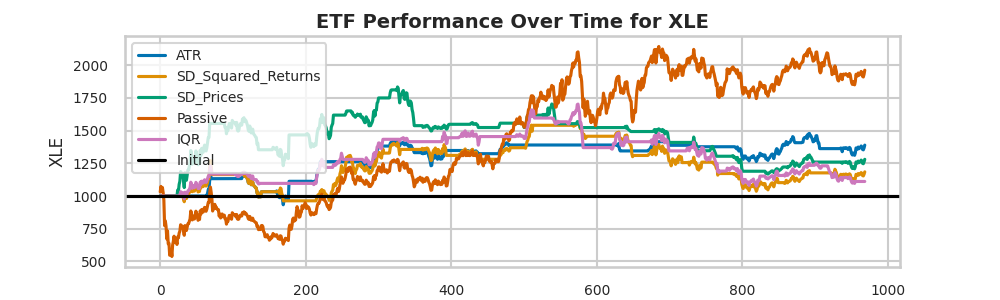 ETF Performance Over Time for XLE
XLE
2000
1750
1500
1250
1000
750
500
ATR
SD_Squared_Returns
SD_Prices
Passive
IQR
Initial
0 200 400 600 800 1000